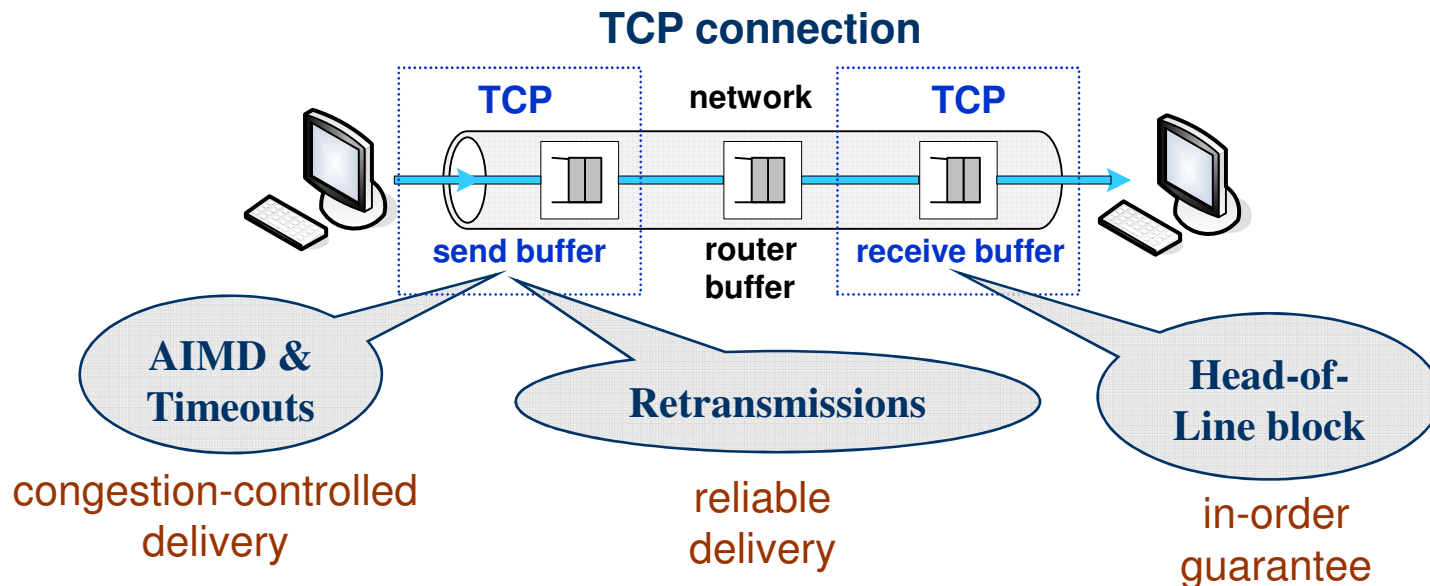 TCP connection
TCP
network
TCP
send buffer
router
buffer
receive buffer
AIMD &
Timeouts
Retransmissions
Head-of-
Line block
congestion-controlled
delivery
reliable
delivery
in-order
guarantee